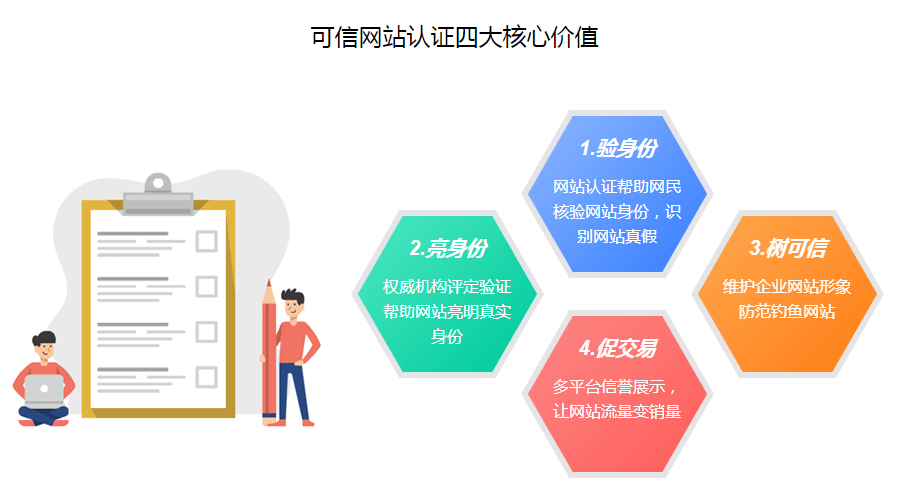 可信网站认证四大核心价值
1.验身份
网站认证帮助网民
核验网站身份，识
别网站真假
2.亮身份
权威机构评定验证
帮助网站亮明真实
身份
3.树可信
维护企业网站形象
防范钓鱼网站
4.促交易
多平台信誉展示，
让网站流量变销量